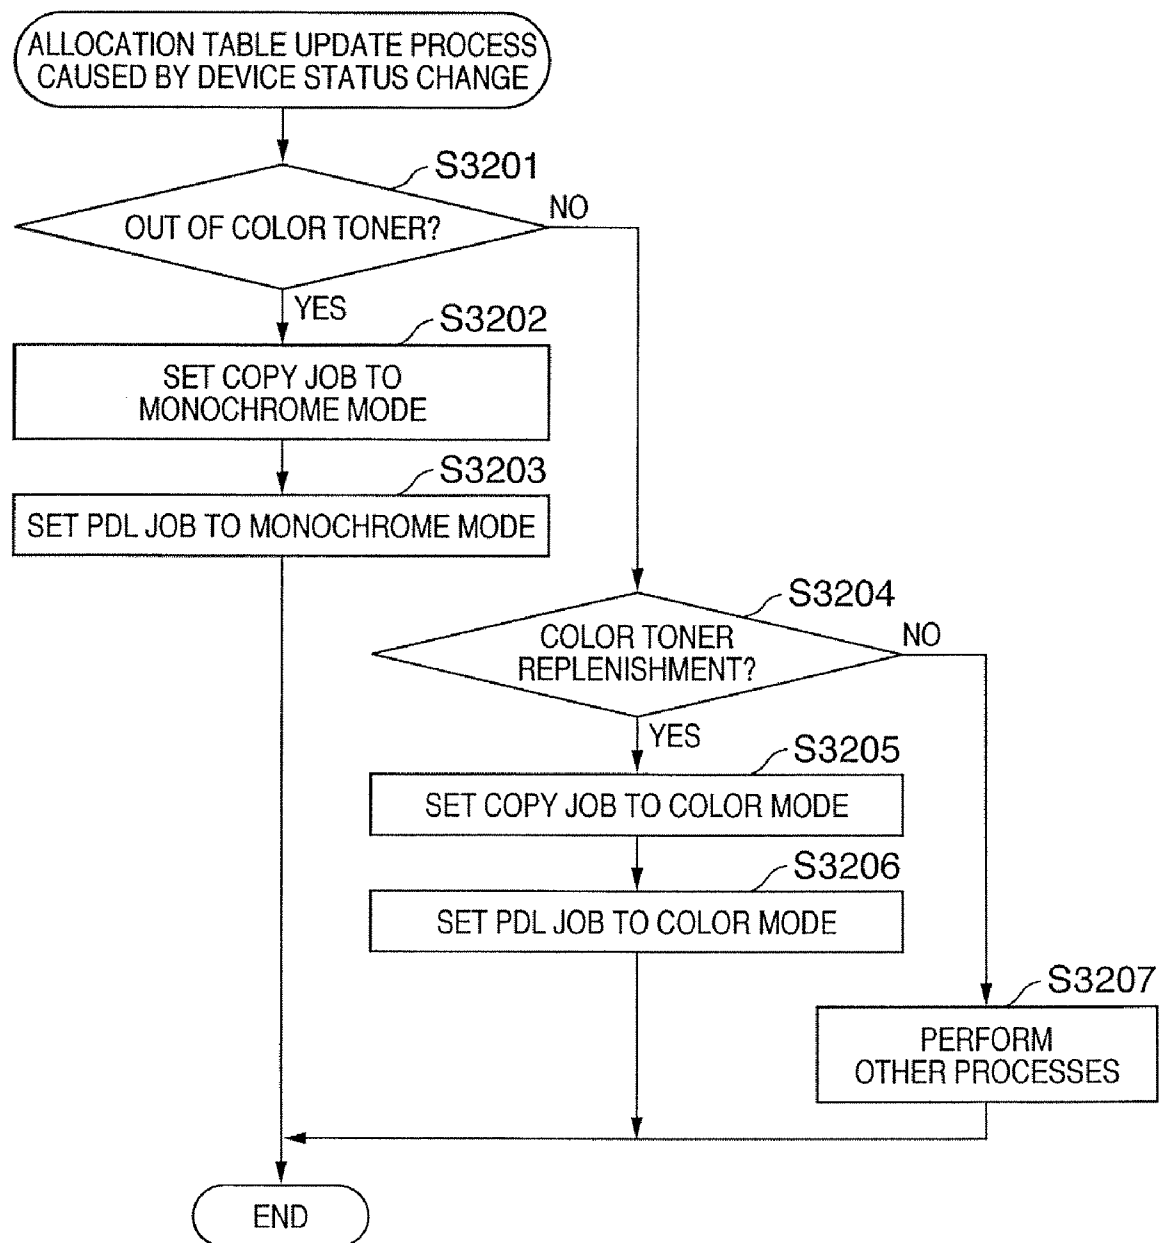 ALLOCATION TABLE UPDATE PROCESS
CAUSED BY DEVICE STATUS CHANGE
S3201
OUT OF COLOR TONER?
NO
YES
S3202
SET COPY JOB TO
MONOCHROME MODE
S3203
SET PDL JOB TO MONOCHROME MODE
S3204
COLOR TONER
REPLENISHMENT?
NO
YES
S3205
SET COPY JOB TO COLOR MODE
S3206
SET PDL JOB TO COLOR MODE
S3207
PERFORM
OTHER PROCESSES
END